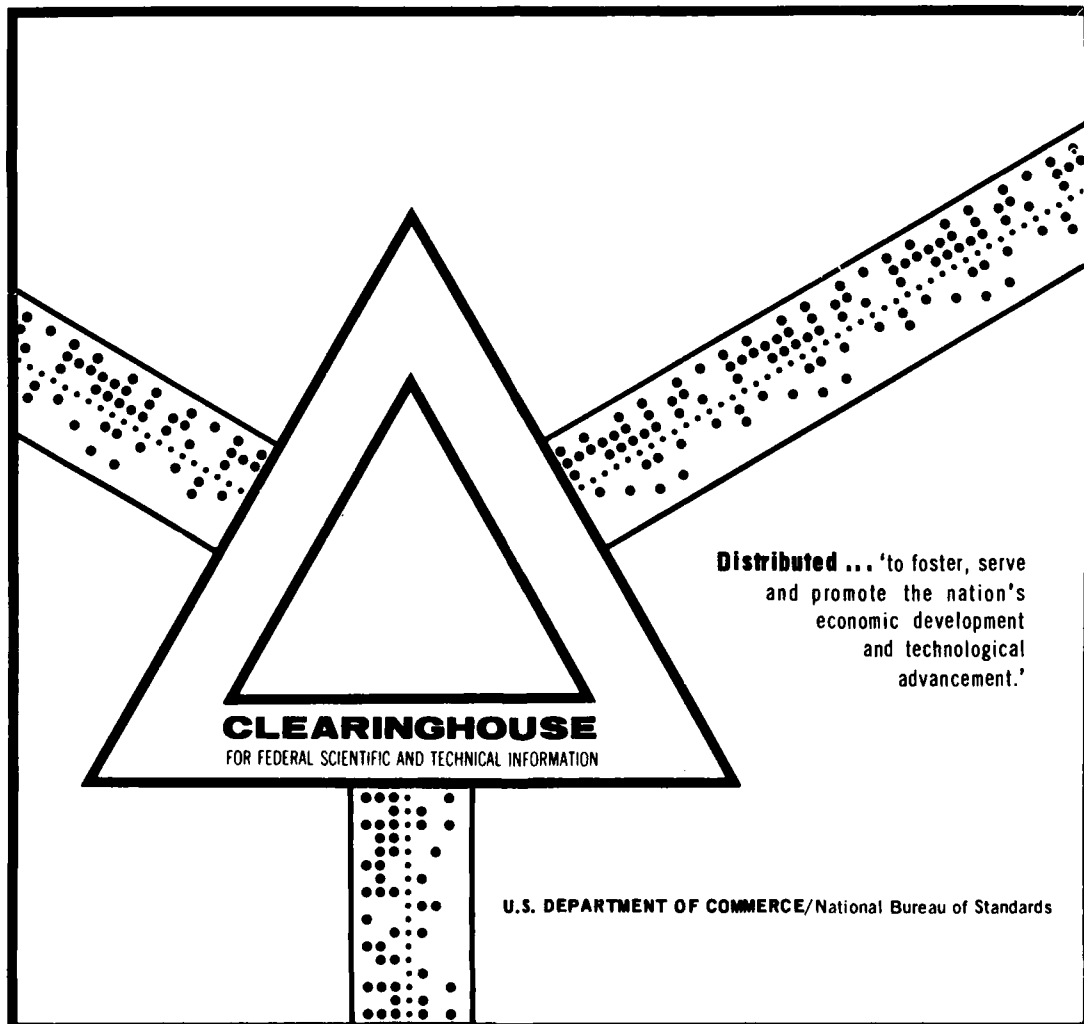 Distributed ... 'to foster, serve
and promote the nation's
economic development
and technological
advancement.'
CLEARINGHOUSE
FOR FEDERAL SCIENTIFIC AND TECHNICAL INFORMATION
U.S. DEPARTMENT OF COMMERCE/National Bureau of Standards